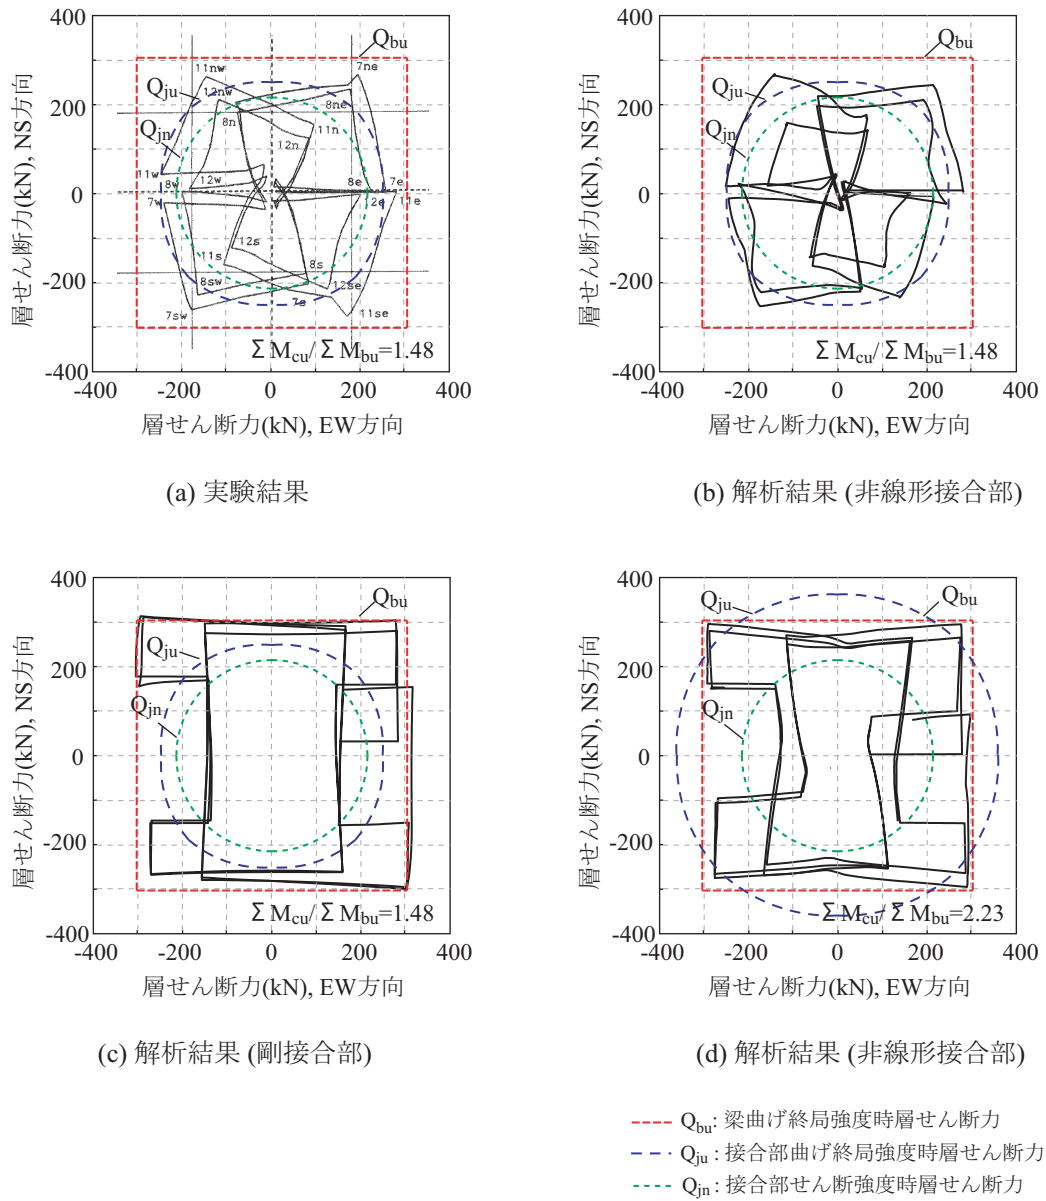 400
200
0
-200
-400
-400
-200
0
200
400
層せん断力(kN), NS方向
層せん断力(kN), EW方向
Qbu
Qju
Qjn
11nw
12nw
7ne
8ne
8n
11n
12n
11w
8w
12w
7w
8e
7e
12e
11e
11s
12s
8s
8sw
7sw
7s
12se
11se
Σ Mcu/ Σ Mbu=1.48
(a) 実験結果
400
200
0
-200
-400
-400
-200
0
200
400
層せん断力(kN), NS方向
層せん断力(kN), EW方向
Qbu
Qju
Qjn
Σ Mcu/ Σ Mbu=1.48
(b) 解析結果 (非線形接合部)
400
200
0
-200
-400
-400
-200
0
200
400
層せん断力(kN), NS方向
層せん断力(kN), EW方向
Qbu
Qju
Qjn
Σ Mcu/ Σ Mbu=1.48
(c) 解析結果 (剛接合部)
400
200
0
-200
-400
-400
-200
0
200
400
層せん断力(kN), NS方向
層せん断力(kN), EW方向
Qju
Qbu
Qjn
Σ Mcu/ Σ Mbu=2.23
(d) 解析結果 (非線形接合部)
Qbu: 梁曲げ終局強度時層せん断力
Qju : 接合部曲げ終局強度時層せん断力
Qjn : 接合部せん断強度時層せん断力